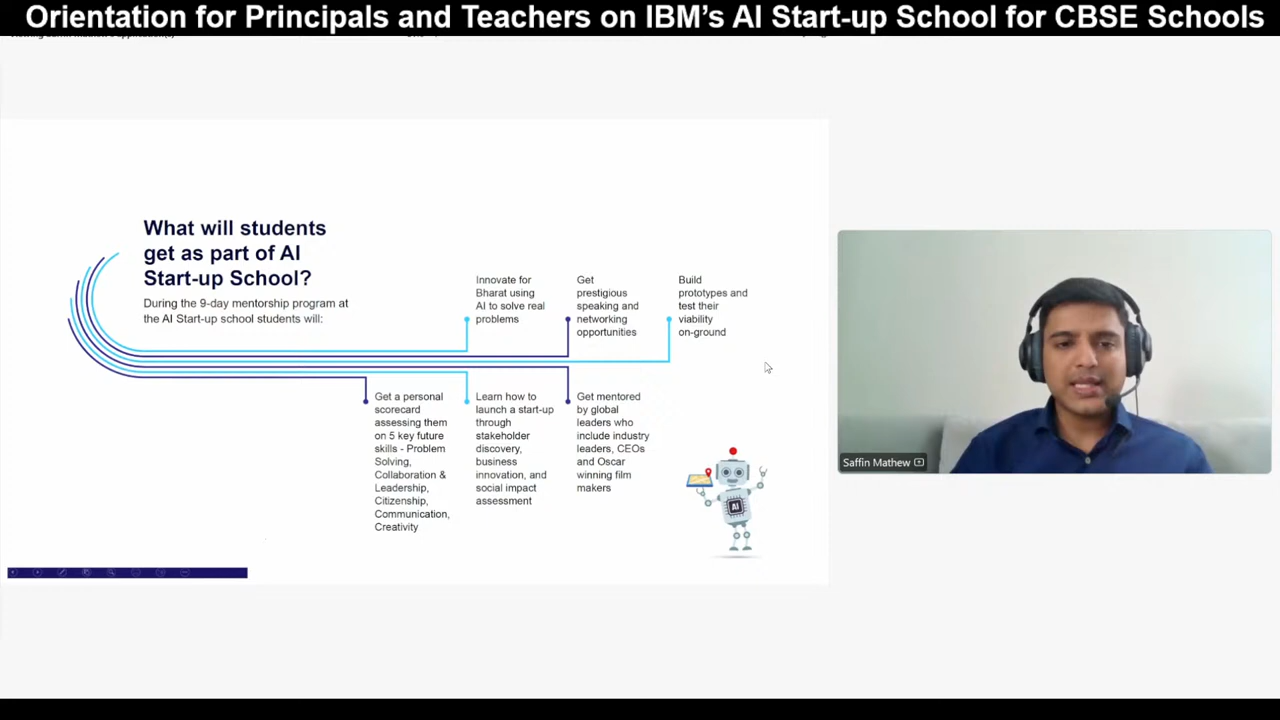 Orientation for Principals and Teachers on IBM's AI Start-up School for CBSE Schools
What will students
get as part of AI
Start-up School?
During the 9-day mentorship program at
the AI Start-up school students will:
Innovate for
Bharat using
AI to solve real
problems
Get
prestigious
speaking and
networking
opportunities
Build
prototypes and
test their
viability
on-ground
Get a personal
scorecard
assessing them
on 5 key future
skills - Problem
Solving,
Collaboration &
Leadership,
Citizenship,
Communication,
Creativity
Learn how to
launch a start-up
through
stakeholder
discovery,
business
innovation, and
social impact
assessment
Get mentored
by global
leaders who
include industry
leaders, CEOs
and Oscar
winning film
makers
AI
Saffin Mathew